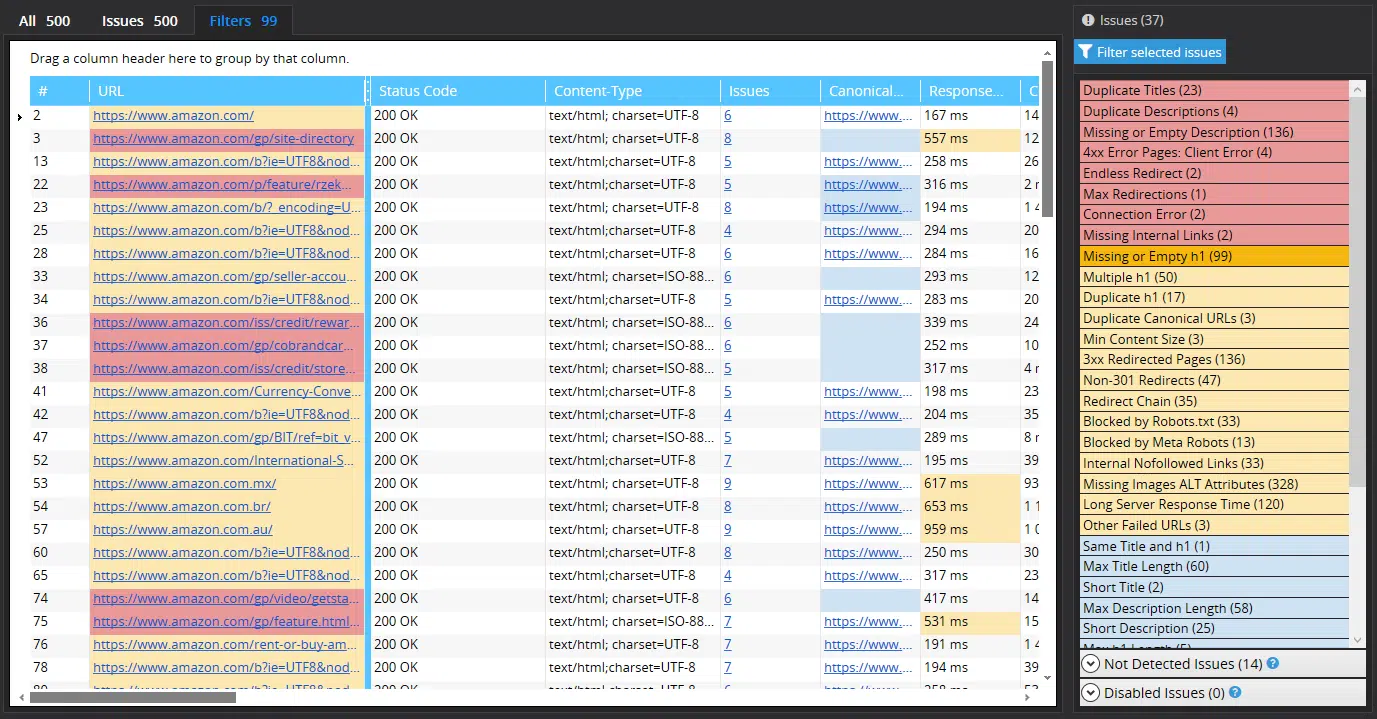 All 500 Issues 500 Filters 99
Drag a column header here to group by that column.
# URL Status Code Content-Type Issues Canonical... Response... C
2 https://www.amazon.com/ 200 OK text/html; charset=UTF-8 6 https://www.... 167 ms 14
3 https://www.amazon.com/gp/site-directory 200 OK text/html; charset=UTF-8 8 557 ms 12
13 https://www.amazon.com/b?ie=UTF8&nod... 200 OK text/html;charset=UTF-8 5 https://www.... 258 ms 26
22 https://www.amazon.com/p/feature/rzek... 200 OK text/html;charset=UTF-8 5 https://www.... 316 ms 2
23 https://www.amazon.com/b/?_encoding=U... 200 OK text/html;charset=UTF-8 8 https://www.... 194 ms 1 4
25 https://www.amazon.com/b?ie=UTF8&nod... 200 OK text/html;charset=UTF-8 4 https://www.... 294 ms 20
28 https://www.amazon.com/b?ie=UTF8&nod... 200 OK text/html;charset=UTF-8 6 https://www.... 284 ms 16
33 https://www.amazon.com/gp/seller-accou... 200 OK text/html; charset=ISO-88... 6 293 ms 12
34 https://www.amazon.com/b?ie=UTF8&nod... 200 OK text/html;charset=UTF-8 5 https://www.... 283 ms 20
36 https://www.amazon.com/iss/credit/rewar... 200 OK text/html; charset=ISO-88... 6 339 ms 24
37 https://www.amazon.com/gp/cobrandcar... 200 OK text/html; charset=ISO-88... 6 252 ms 10
38 https://www.amazon.com/iss/credit/store... 200 OK text/html; charset=ISO-88... 5 317 ms 4
41 https://www.amazon.com/Currency-Conve... 200 OK text/html;charset=UTF-8 5 https://www.... 198 ms 23
42 https://www.amazon.com/b?ie=UTF8&nod... 200 OK text/html;charset=UTF-8 4 https://www.... 204 ms 35
47 https://www.amazon.com/gp/BIT/ref=bit_v... 200 OK text/html; charset=ISO-88... 5 289 ms 8
52 https://www.amazon.com/International-S... 200 OK text/html;charset=UTF-8 7 https://www.... 195 ms 39
53 https://www.amazon.com.mx/ 200 OK text/html;charset=UTF-8 9 https://www.... 617 ms 93
54 https://www.amazon.com.br/ 200 OK text/html;charset=UTF-8 8 https://www.... 653 ms 1 1
57 https://www.amazon.com.au/ 200 OK text/html;charset=UTF-8 9 https://www.... 959 ms 1 0
60 https://www.amazon.com/b?ie=UTF8&nod... 200 OK text/html;charset=UTF-8 8 https://www.... 250 ms 30
65 https://www.amazon.com/b?ie=UTF8&nod... 200 OK text/html;charset=UTF-8 4 https://www.... 317 ms 23
74 https://www.amazon.com/gp/video/getsta... 200 OK text/html; charset=UTF-8 6 417 ms 14
75 https://www.amazon.com/gp/feature.html... 200 OK text/html; charset=ISO-88... 7 https://www.... 531 ms 15
76 https://www.amazon.com/rent-or-buy-am... 200 OK text/html;charset=UTF-8 7 https://www.... 191 ms 1 4
78 https://www.amazon.com/b?ie=UTF8&nod... 200 OK text/html;charset=UTF-8 7 https://www.... 194 ms 39
Issues (37)
Filter selected issues
Duplicate Titles (23)
Duplicate Descriptions (4)
Missing or Empty Description (136)
4xx Error Pages: Client Error (4)
Endless Redirect (2)
Max Redirections (1)
Connection Error (2)
Missing Internal Links (2)
Missing or Empty h1 (99)
Multiple h1 (50)
Duplicate h1 (17)
Duplicate Canonical URLs (3)
Min Content Size (3)
3xx Redirected Pages (136)
Non-301 Redirects (47)
Redirect Chain (35)
Blocked by Robots.txt (33)
Blocked by Meta Robots (13)
Internal Nofollowed Links (33)
Missing Images ALT Attributes (328)
Long Server Response Time (120)
Other Failed URLs (3)
Same Title and h1 (1)
Max Title Length (60)
Short Title (2)
Max Description Length (58)
Short Description (25)
Max h1 Length (5)
Not Detected Issues (14) ?
Disabled Issues (0) ?